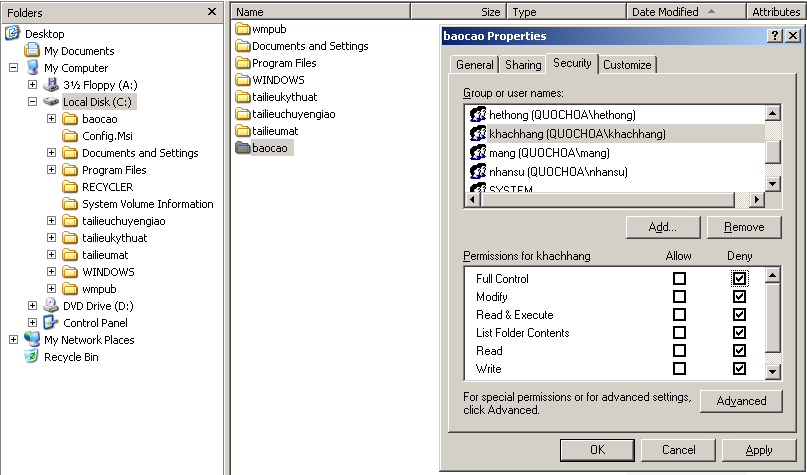 Folders
Desktop
My Documents
My Computer
3½ Floppy (A:)
Local Disk (C:)
baocao
Config.Msi
Documents and Settings
Program Files
RECYCLER
System Volume Information
tailieuchuyengiao
tailieukythuat
tailieumat
WINDOWS
wmpub
DVD Drive (D:)
Control Panel
My Network Places
Recycle Bin
Name Size Type Date Modified Attributes
wmpub
Documents and Settings
Program Files
WINDOWS
tailieukythuat
tailieuchuyengiao
tailieumat
baocao
baocao Properties
General Sharing Security Customize
Group or user names:
hethong (QUOCHOA\hethong)
khachhang (QUOCHOA\khachhang)
mang (QUOCHOA\mang)
nhansu (QUOCHOA\nhansu)
SYSTEM
Add... Remove
Permissions for khachhang Allow Deny
Full Control
Modify
Read & Execute
List Folder Contents
Read
Write
For special permissions or for advanced settings,
click Advanced.
Advanced
OK Cancel Apply